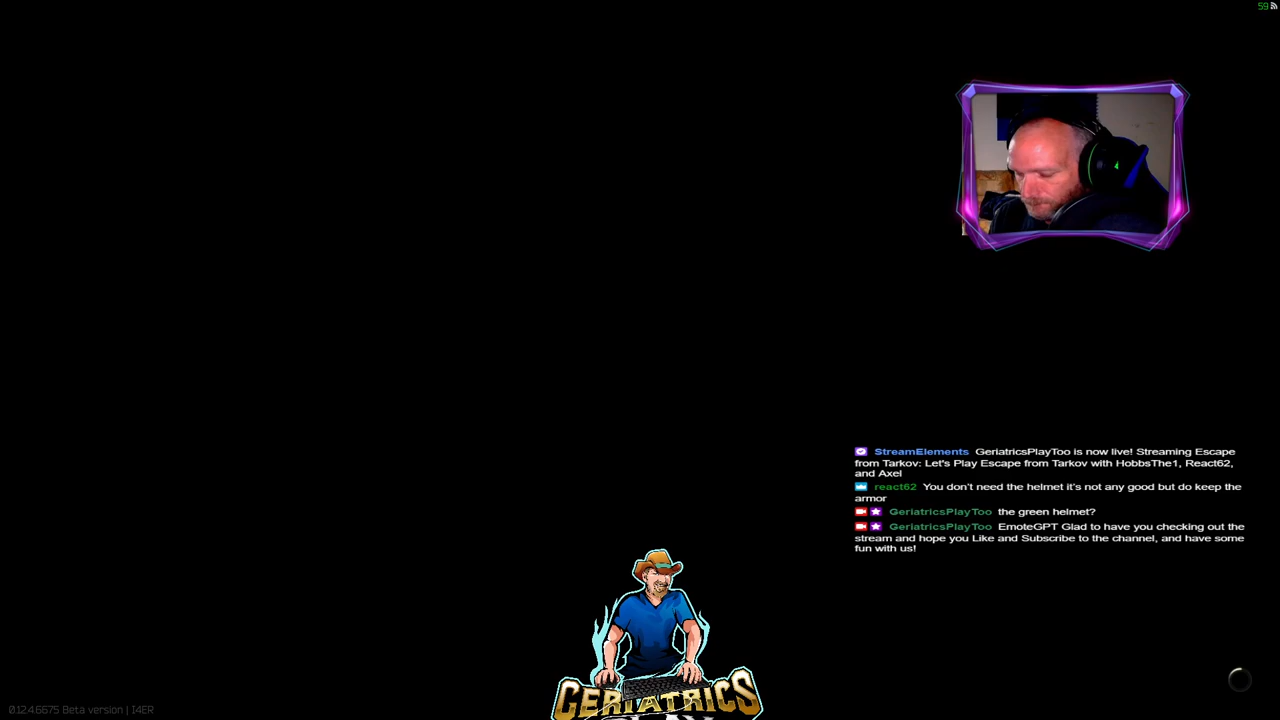 59
StreamElements GeriatricsPlayToo is now live! Streaming Escape
from Tarkov: Let's Play Escape from Tarkov with HobbsThe1, React62,
and Axel
react62 You don't need the helmet it's not any good but do keep the
armor
GeriatricsPlayToo the green helmet?
GeriatricsPlayToo EmoteGPT Glad to have you checking out the
stream and hope you Like and Subscribe to the channel, and have some
fun with us!
GERIATRICS
PLAY
0.12.4.6675 Beta version | I4ER